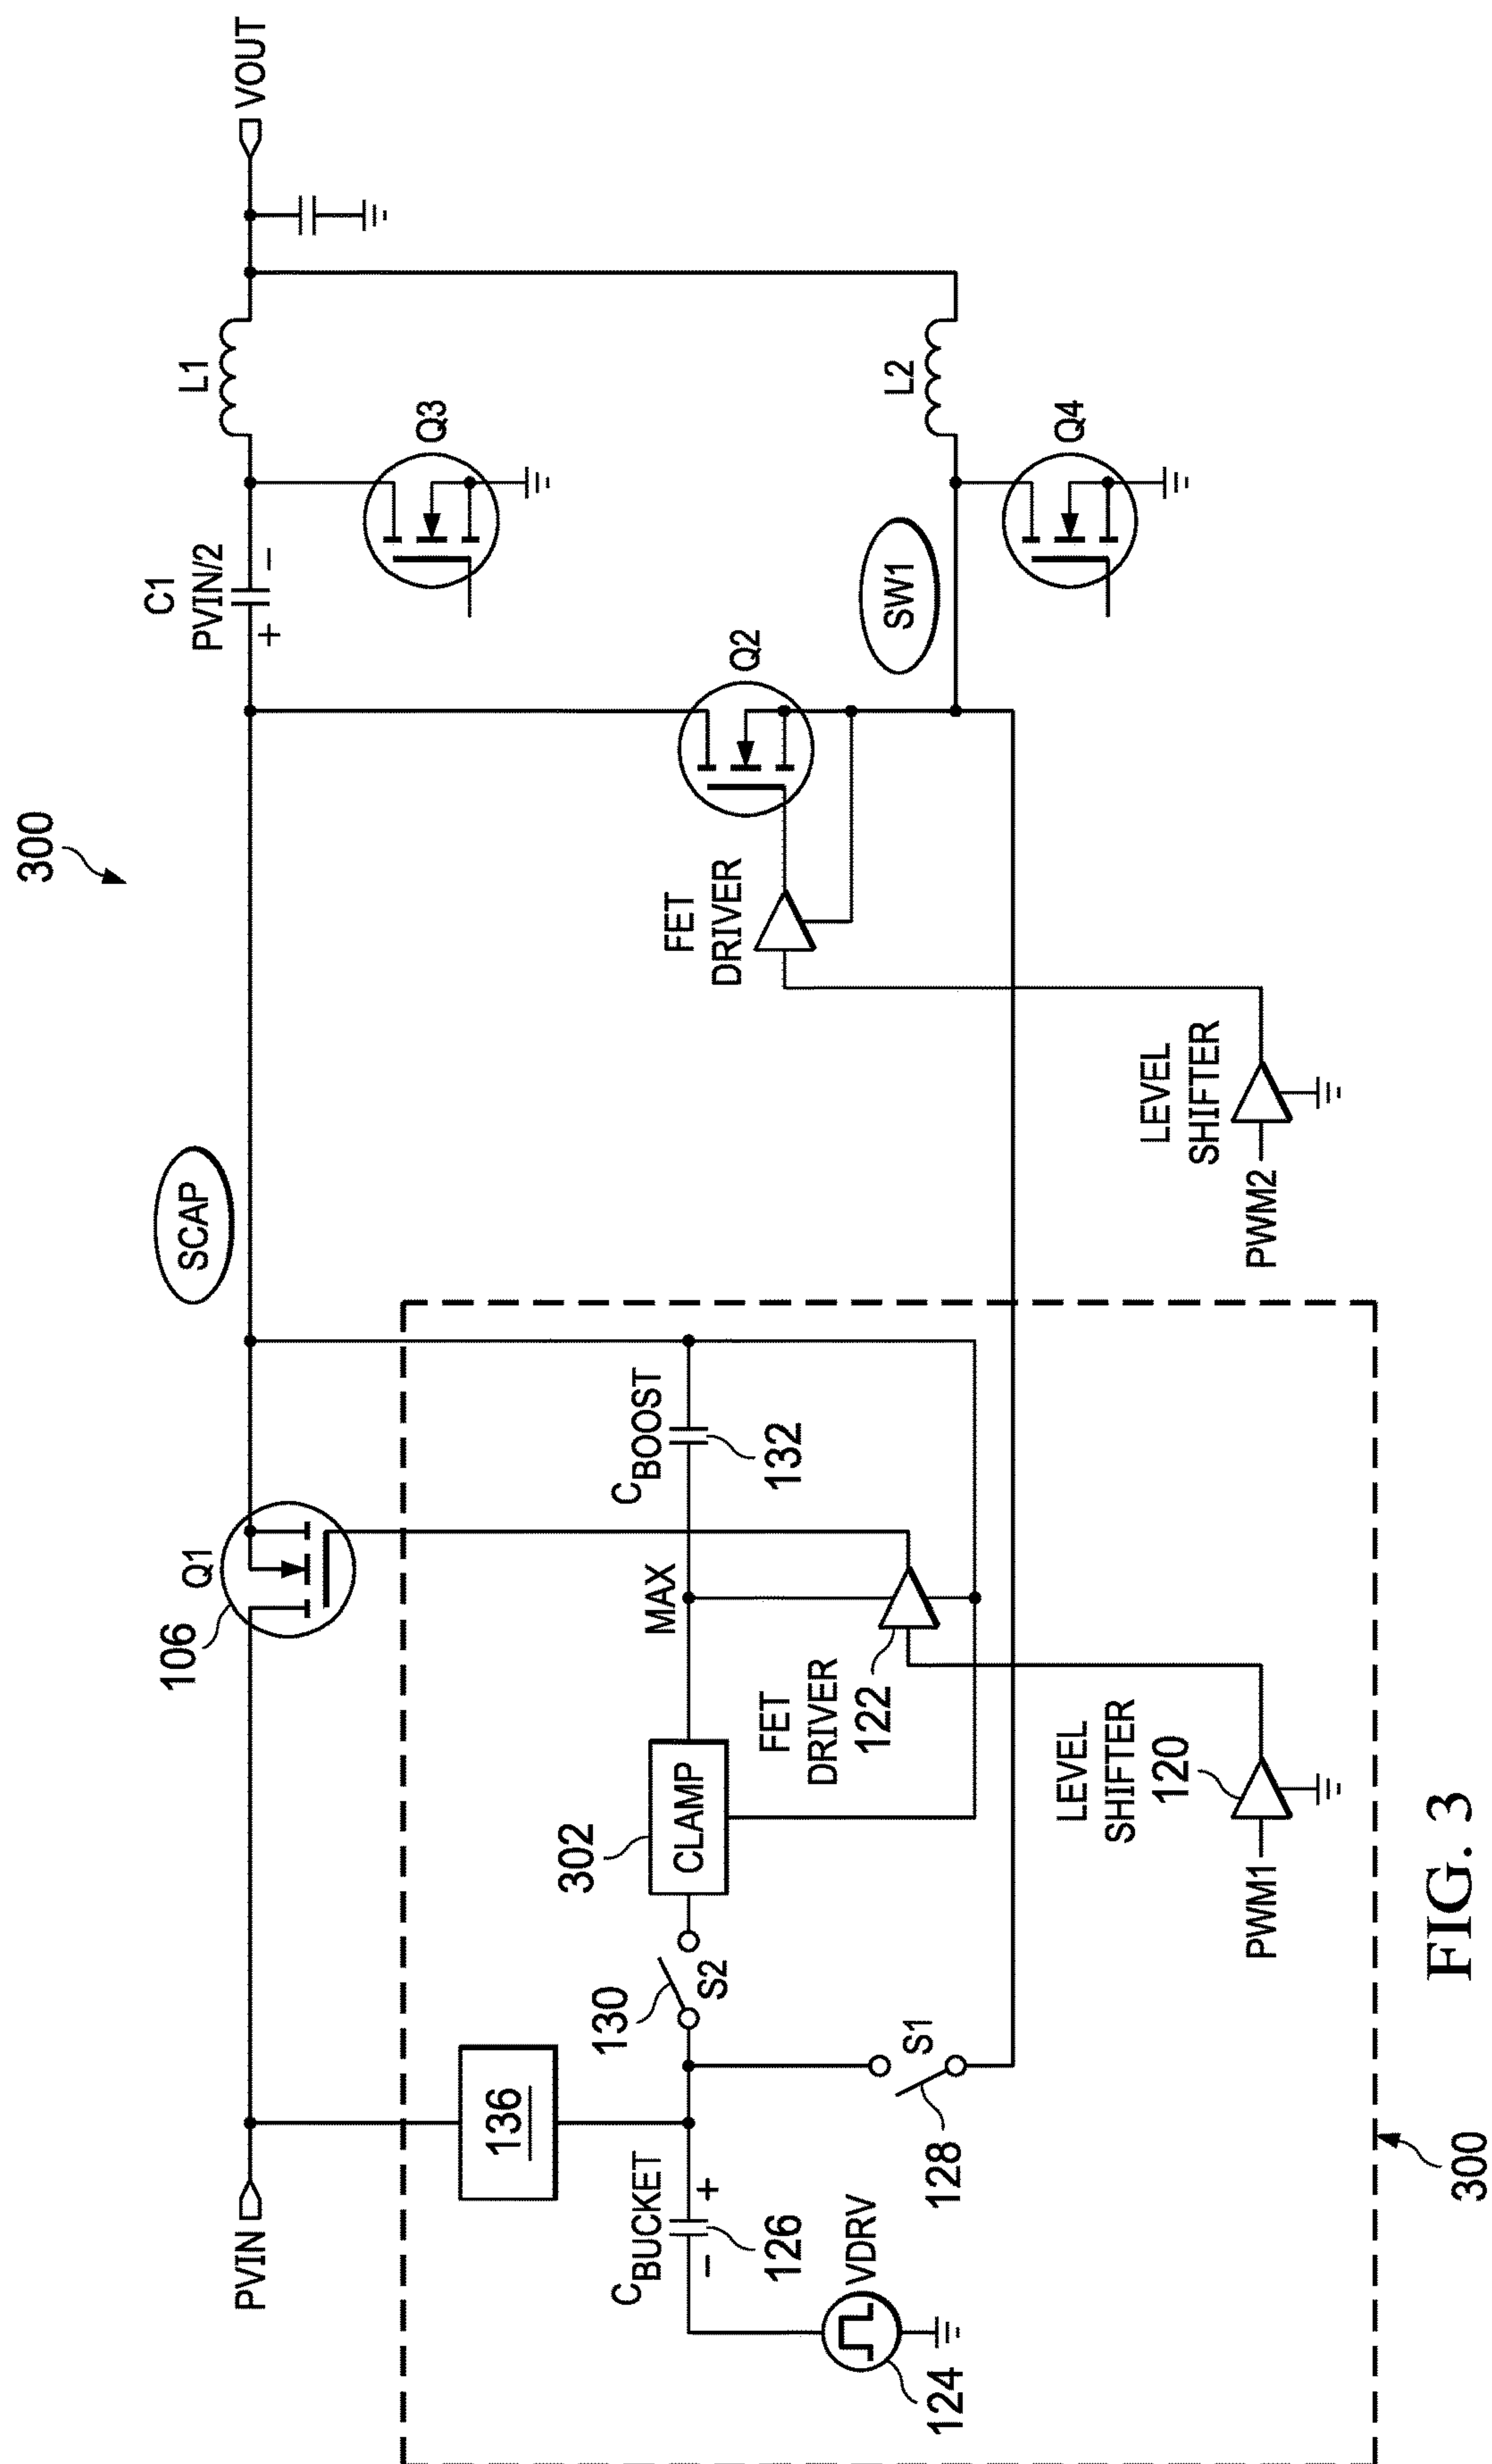 300
PVIN
106
Q1
SCAP
C1
PVIN/2
+
−
L1
VOUT
136
C BUCKET
−
+
126
130
S2
302
CLAMP
MAX
C BOOST
132
Q3
FET
DRIVER
Q2
124
VDRV
128
S1
FET
DRIVER
122
SW1
L2
Q4
LEVEL
SHIFTER
120
PWM1
LEVEL
SHIFTER
PWM2
300
FIG. 3